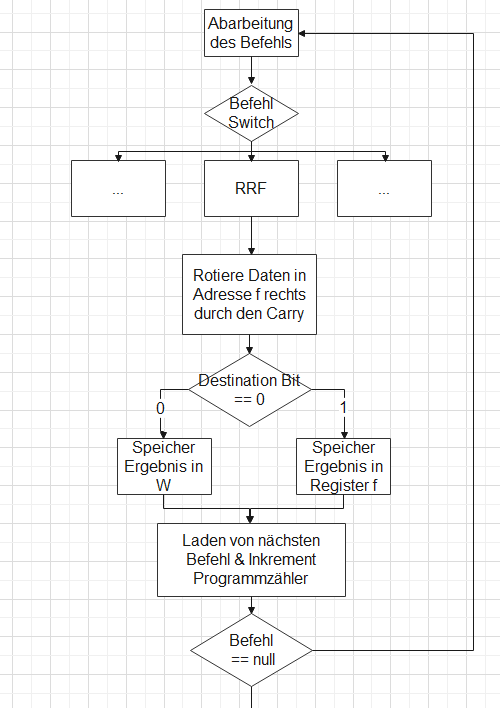 Abarbeitung
des Befehls
Befehl
Switch
...
RRF
...
Rotiere Daten in
Adresse f rechts
durch den Carry
Destination Bit
== 0
0
1
Speicher
Ergebnis in
W
Speicher
Ergebnis in
Register f
Laden von nächsten
Befehl & Inkrement
Programmzähler
Befehl
== null